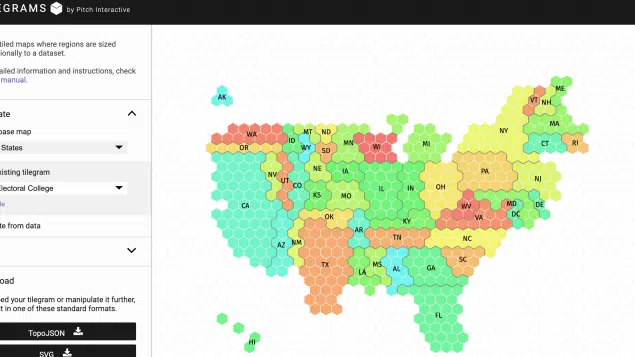 EGRAMS by Pitch Interactive
tiled maps where regions are sized
ionally to a dataset.
ailed information and instructions, check
manual.
ate
base map
States
xisting tilegram
lectoral College
le
te from data
oad
eed your tilegram or manipulate it further,
it in one of these standard formats.
TopoJSON
SVG
AK
ME
VT
NH
WA
MT
ND
NY
MA
OR
ID
WY
SD
MN
WI
MI
CT
RI
NV
UT
CO
NE
IA
IL
IN
OH
PA
NJ
CA
KS
MO
KY
WV
MD
DE
DC
VA
OK
AZ
NM
AR
TN
NC
TX
LA
MS
AL
GA
SC
FL
HI